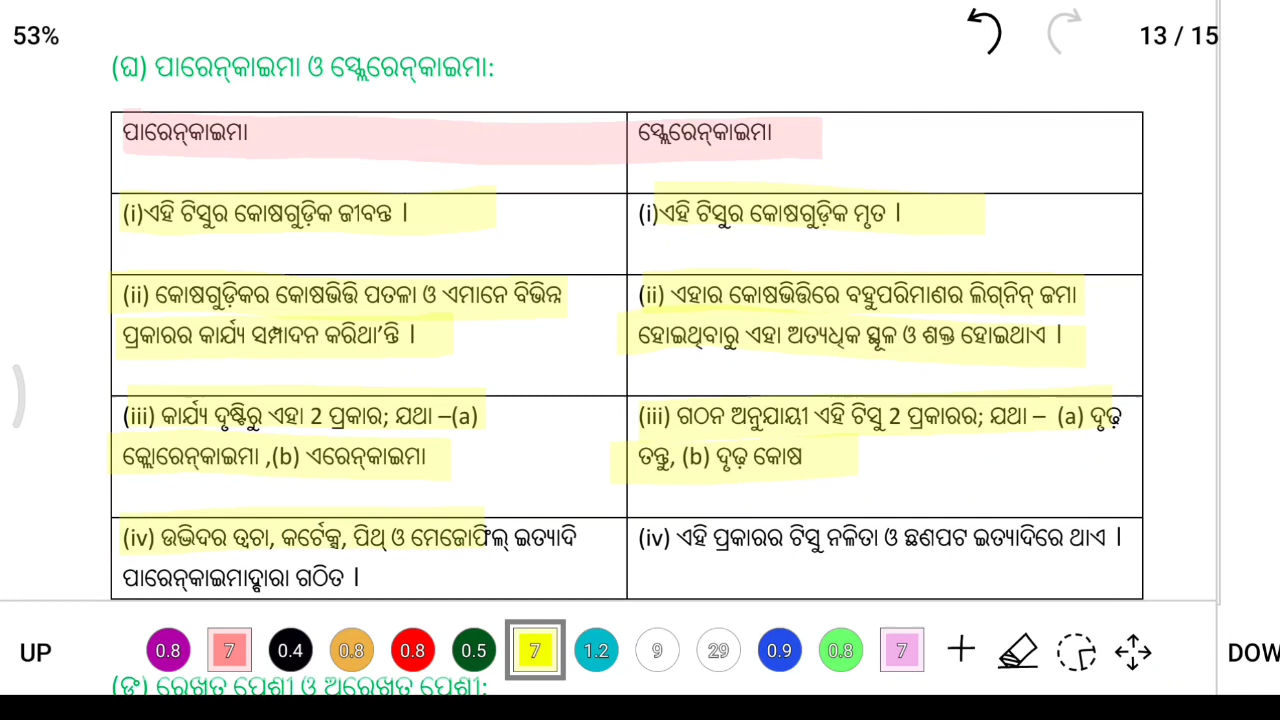 53%
13 / 15
(ଘ) ପାରେନ୍‌କାଇମା ଓ ସ୍କ୍ଲେରେନ୍‌କାଇମା:
ପାରେନ୍‌କାଇମା
ସ୍କ୍ଲେରେନ୍‌କାଇମା
(i)ଏହି ଟିସୁର କୋଷଗୁଡ଼ିକ ଜୀବନ୍ତ ।
(i)ଏହି ଟିସୁର କୋଷଗୁଡ଼ିକ ମୃତ ।
(ii) କୋଷଗୁଡ଼ିକର କୋଷଭିତ୍ତି ପତଳା ଓ ଏମାନେ ବିଭିନ୍ନ
ପ୍ରକାରର କାର୍ଯ୍ୟ ସମ୍ପାଦନ କରିଥା’ନ୍ତି ।
(ii) ଏହାର କୋଷଭିତ୍ତିରେ ବହୁପରିମାଣର ଲିଗ୍‌ନିନ୍ ଜମା
ହୋଇଥିବାରୁ ଏହା ଅତ୍ୟଧିକ ସ୍ଥୂଳ ଓ ଶକ୍ତ ହୋଇଥାଏ ।
(iii) କାର୍ଯ୍ୟ ଦୃଷ୍ଟିରୁ ଏହା 2 ପ୍ରକାର; ଯଥା –(a)
କ୍ଲୋରେନ୍‌କାଇମା ,(b) ଏରେନ୍‌କାଇମା
(iii) ଗଠନ ଅନୁଯାୟୀ ଏହି ଟିସୁ 2 ପ୍ରକାରର; ଯଥା – (a) ଦୃଢ଼
ତନ୍ତୁ, (b) ଦୃଢ଼ କୋଷ
(iv) ଉଦ୍ଭିଦର ତ୍ୱଚା, କର୍ଟେକ୍ସ, ପିଥ୍ ଓ ମେଜୋଫିଲ୍ ଇତ୍ୟାଦି
ପାରେନ୍‌କାଇମାଦ୍ବାରା ଗଠିତ ।
(iv) ଏହି ପ୍ରକାରର ଟିସୁ ନଳିତା ଓ ଛଣପଟ ଇତ୍ୟାଦିରେ ଥାଏ ।
UP
0.8 7 0.4 0.8 0.8 0.5 7 1.2 9 29 0.9 0.8 7
DOW
(ଙ) ରେଖିତ ପେଶୀ ଓ ଅରେଖିତ ପେଶୀ: